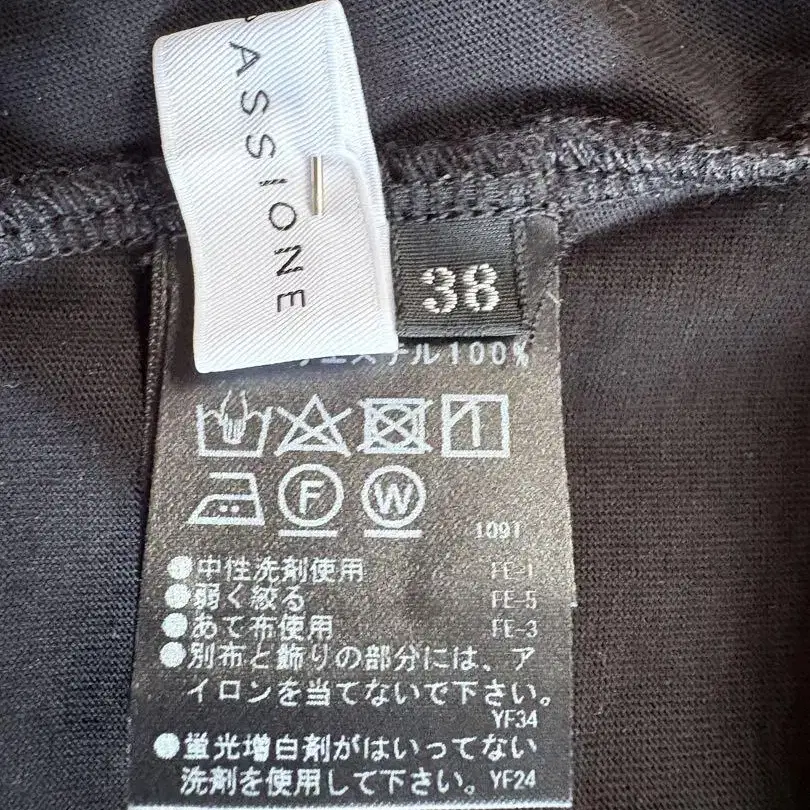 ASSIONE
38
リエステル100%
F
W
1091
●中性洗剤使用 FE-1
●弱く絞る FE-5
●あて布使用 FE-3
●別布と飾りの部分には、ア
イロンを当てないで下さい。
YF34
●蛍光増白剤がはいってない
洗剤を使用して下さい。YF24